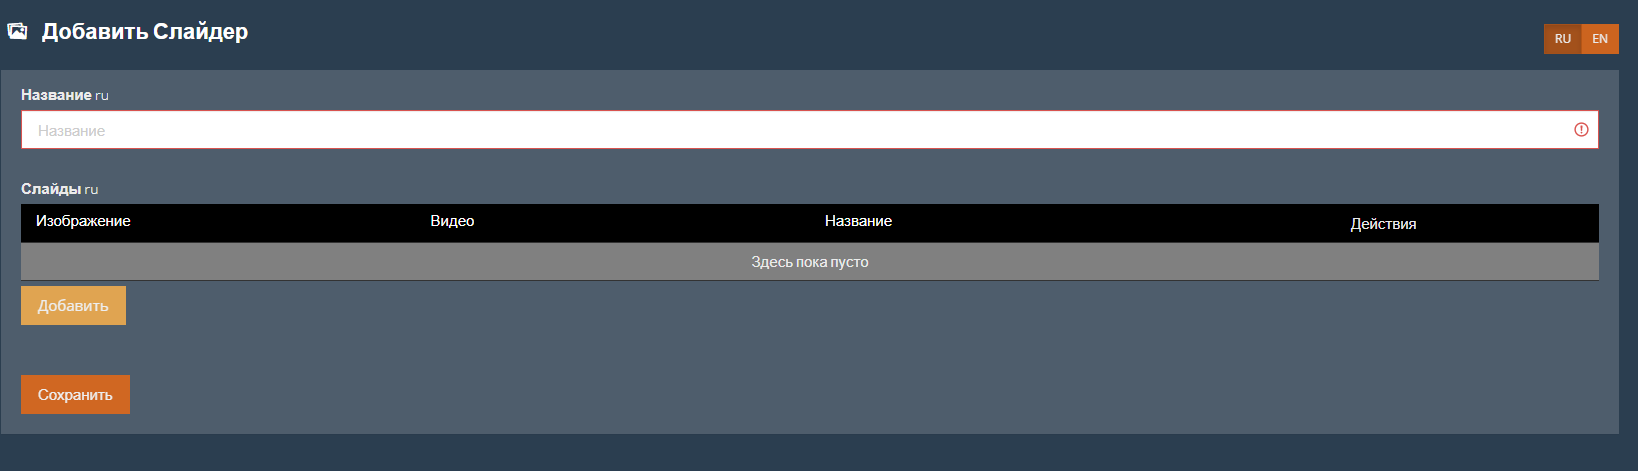 Добавить Слайдер
RU EN
Название ru
Название
Слайды ru
Изображение Видео Название Действия
Здесь пока пусто
Добавить
Сохранить